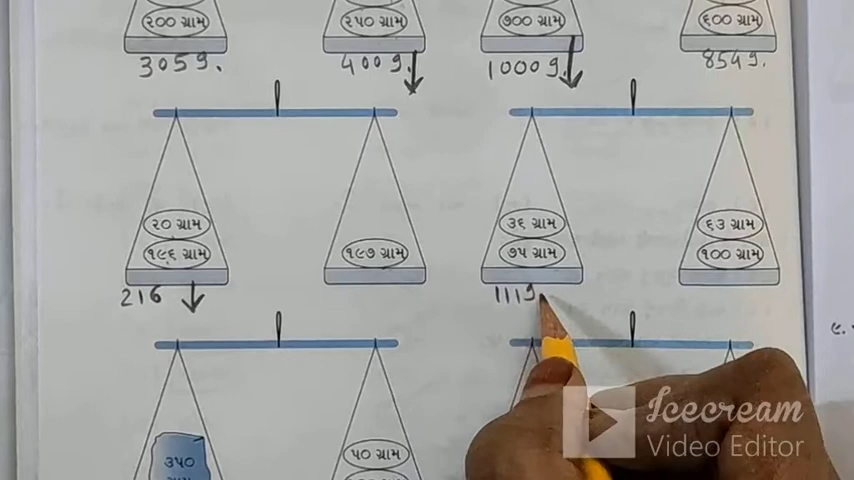 ૨૦૦ ગ્રામ
૨૫૦ ગ્રામ
૭૦૦ ગ્રામ
૬૦૦ ગ્રામ
305g.
400g.
1000g.
854g.
૨૦ ગ્રામ
૧૯૬ ગ્રામ
૧૯૭ ગ્રામ
૩૬ ગ્રામ
૭૫ ગ્રામ
૬૩ ગ્રામ
૧૦૦ ગ્રામ
216
111g
૯.
૩૫૦
૫૦ ગ્રામ
Icecream
Video Editor